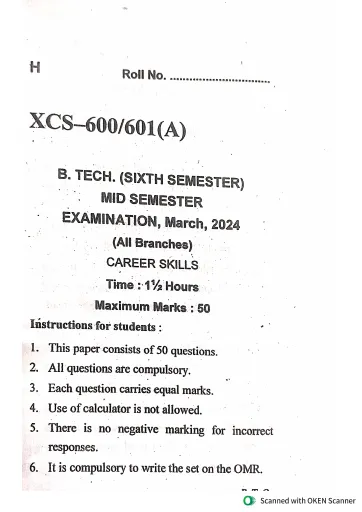 H
Roll No. ..............................
XCS–600/601(A)
B. TECH. (SIXTH SEMESTER)
MID SEMESTER
EXAMINATION, March, 2024
(All Branches)
CAREER SKILLS
Time : 1½ Hours
Maximum Marks : 50
Instructions for students :
1. This paper consists of 50 questions.
2. All questions are compulsory.
3. Each question carries equal marks.
4. Use of calculator is not allowed.
5. There is no negative marking for incorrect
responses.
6. It is compulsory to write the set on the OMR.
Scanned with OKEN Scanner